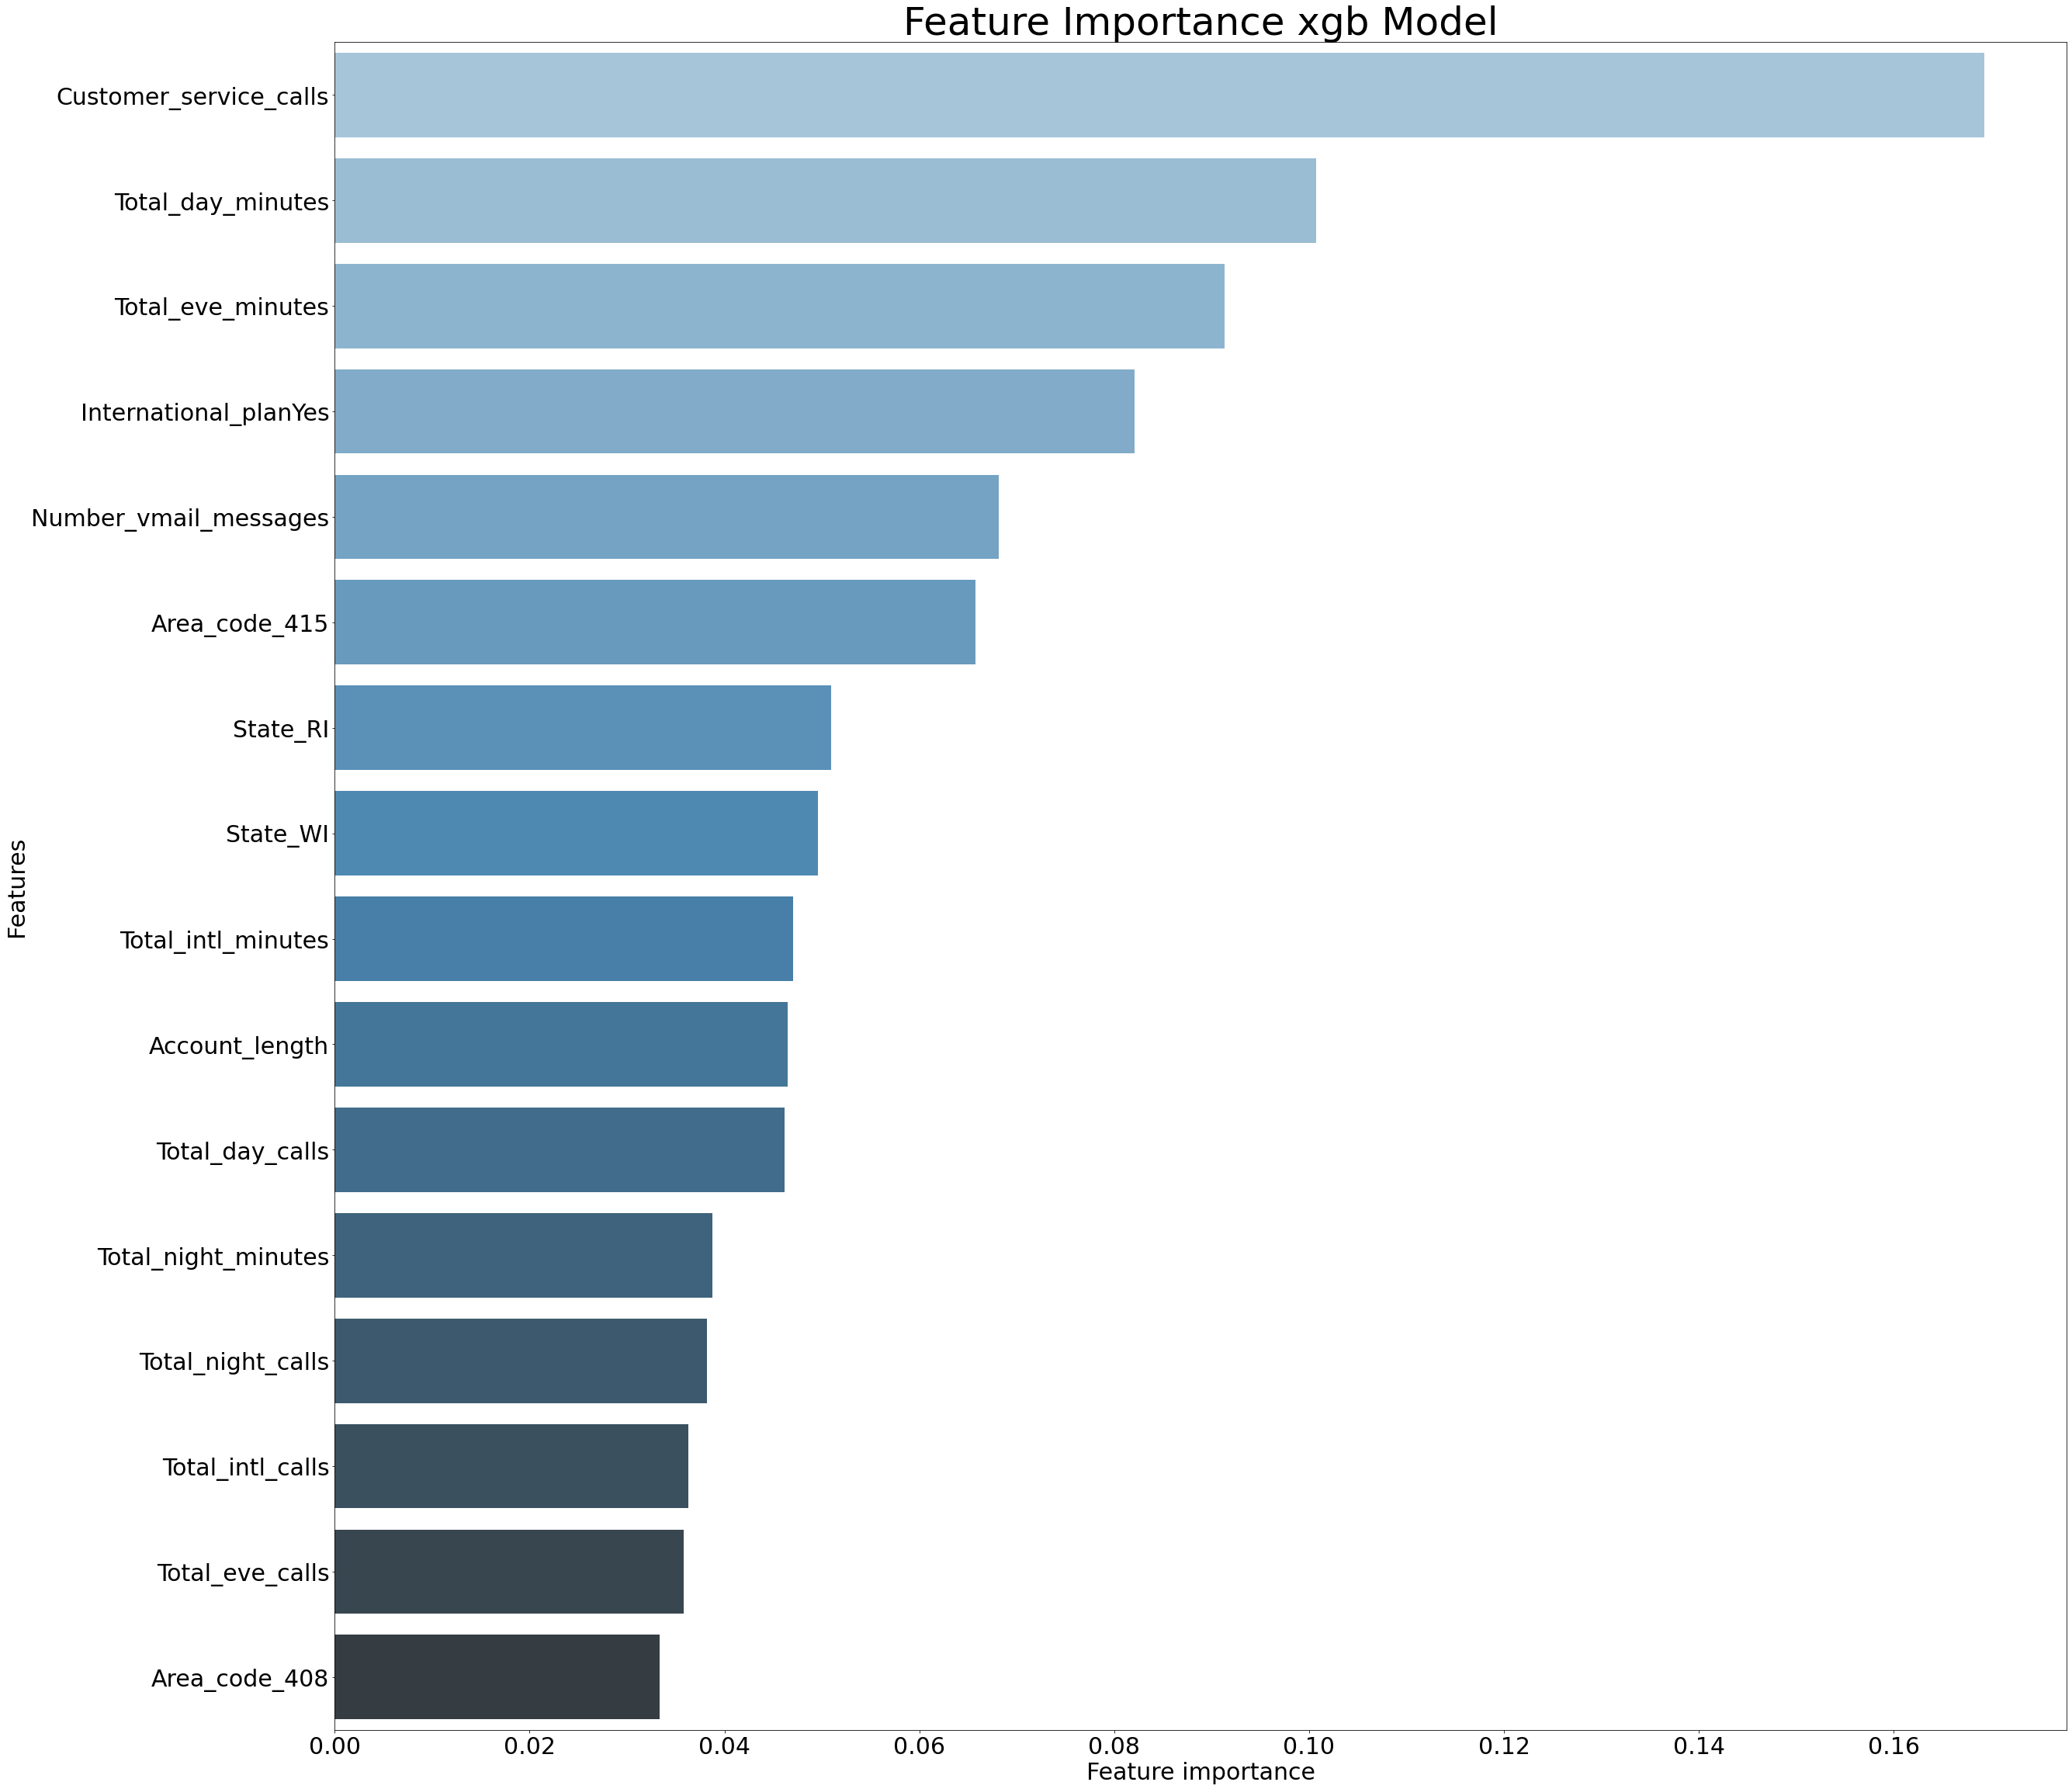 Feature Importance xgb Model
Customer_service_calls
Total_day_minutes
Total_eve_minutes
International_planYes
Number_vmail_messages
Area_code_415
State_RI
State_WI
Total_intl_minutes
Account_length
Total_day_calls
Total_night_minutes
Total_night_calls
Total_intl_calls
Total_eve_calls
Area_code_408
Features
0.00 0.02 0.04 0.06 0.08 0.10 0.12 0.14 0.16
Feature importance